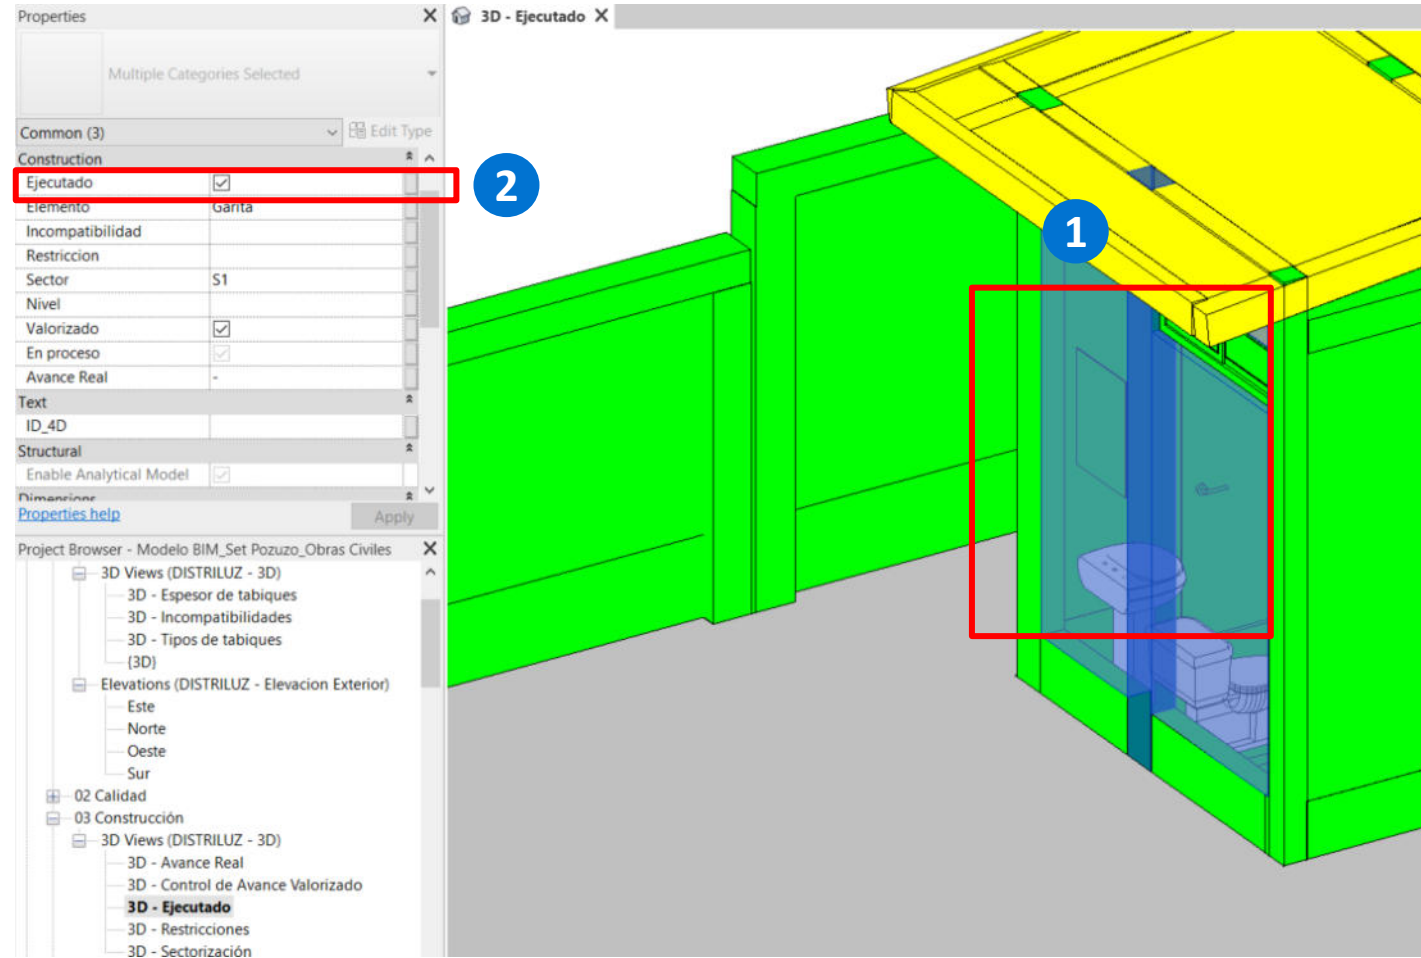 Properties X
3D - Ejecutado X
Multiple Categories Selected
Common (3) Edit Type
Construction
Ejecutado
2
Elemento Garita
Incompatibilidad
Restriccion
Sector S1
Nivel
Valorizado
En proceso
Avance Real -
Text
ID_4D
Structural
Enable Analytical Model
Dimensions
Properties help Apply
1
Project Browser - Modelo BIM_Set Pozuzo_Obras Civiles X
3D Views (DISTRILUZ - 3D)
3D - Espesor de tabiques
3D - Incompatibilidades
3D - Tipos de tabiques
{3D}
Elevations (DISTRILUZ - Elevacion Exterior)
Este
Norte
Oeste
Sur
02 Calidad
03 Construcción
3D Views (DISTRILUZ - 3D)
3D - Avance Real
3D - Control de Avance Valorizado
3D - Ejecutado
3D - Restricciones
3D - Sectorización